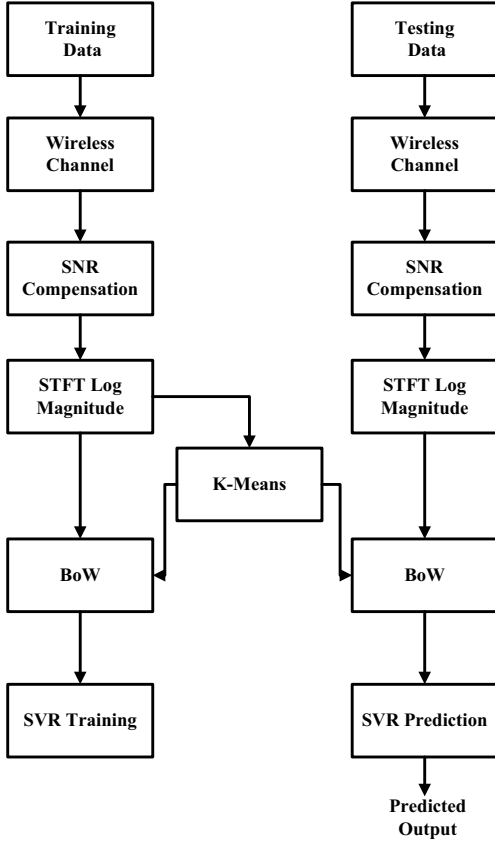 Training
Data
Wireless
Channel
SNR
Compensation
STFT Log
Magnitude
K-Means
BoW
SVR Training
Testing
Data
Wireless
Channel
SNR
Compensation
STFT Log
Magnitude
BoW
SVR Prediction
Predicted
Output